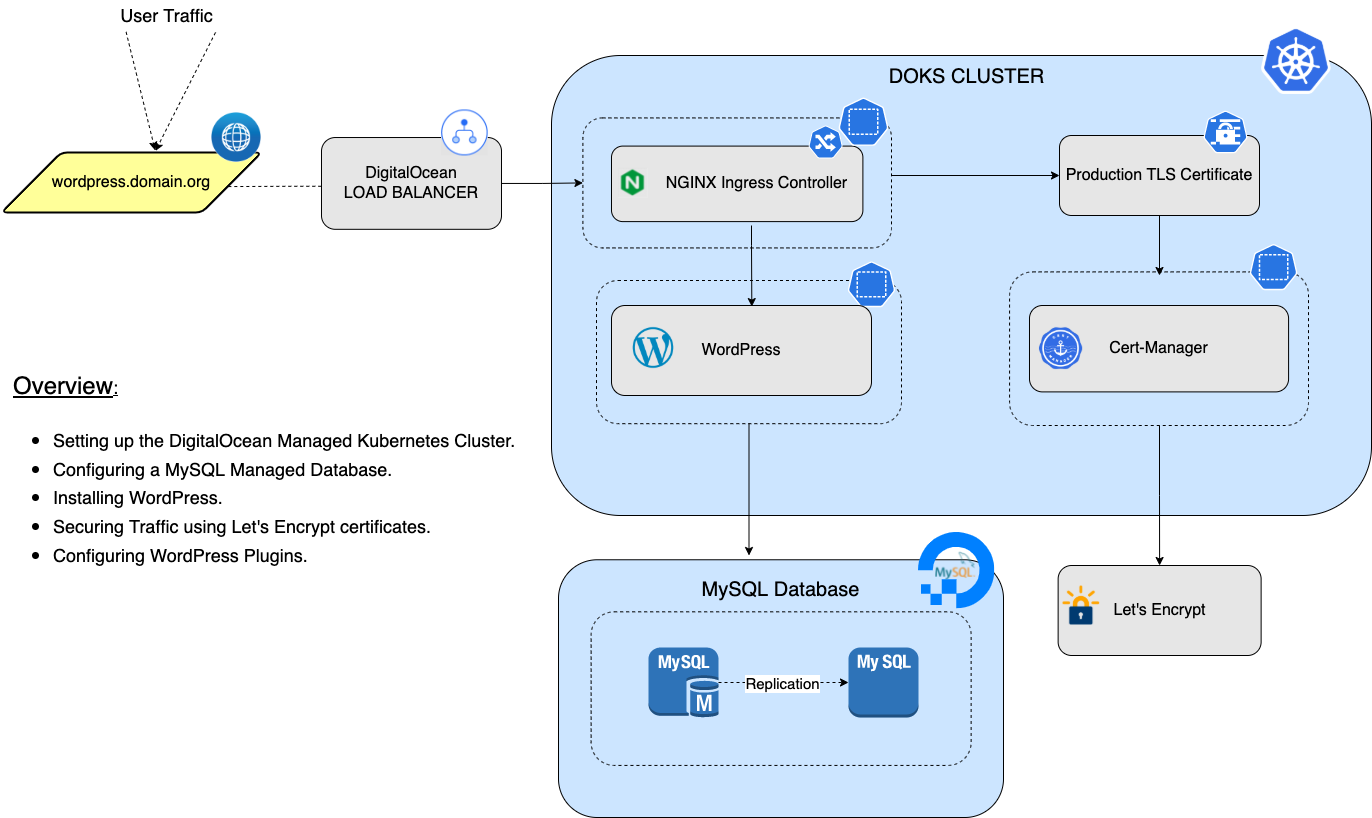 User Traffic
wordpress.domain.org
DigitalOcean
LOAD BALANCER
DOKS CLUSTER
NGINX Ingress Controller
Production TLS Certificate
WordPress
Cert-Manager
Overview:
Setting up the DigitalOcean Managed Kubernetes Cluster.
Configuring a MySQL Managed Database.
Installing WordPress.
Securing Traffic using Let's Encrypt certificates.
Configuring WordPress Plugins.
MySQL Database
MySQL
MySQL
M
Replication
My SQL
Let's Encrypt